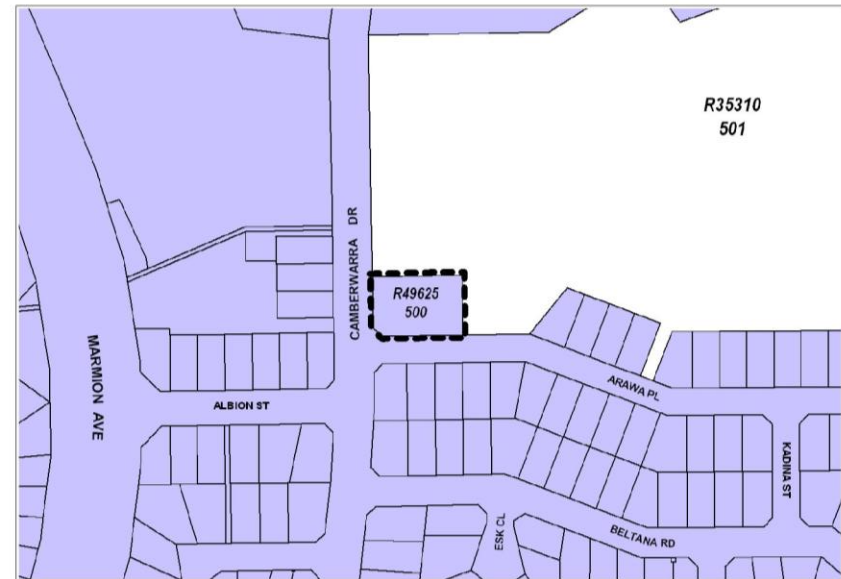 R35310
501
CAMBERWARRA DR
R49625
500
MARMION AVE
ALBION ST
ARAWA PL
KADINA ST
ESK CL
BELTANA RD